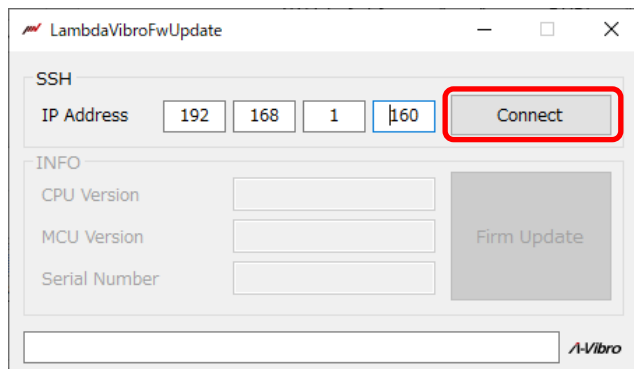 LambdaVibroFwUpdate
SSH
IP Address 192 168 1 160 Connect
INFO
CPU Version
MCU Version Firm Update
Serial Number
Λ-Vibro